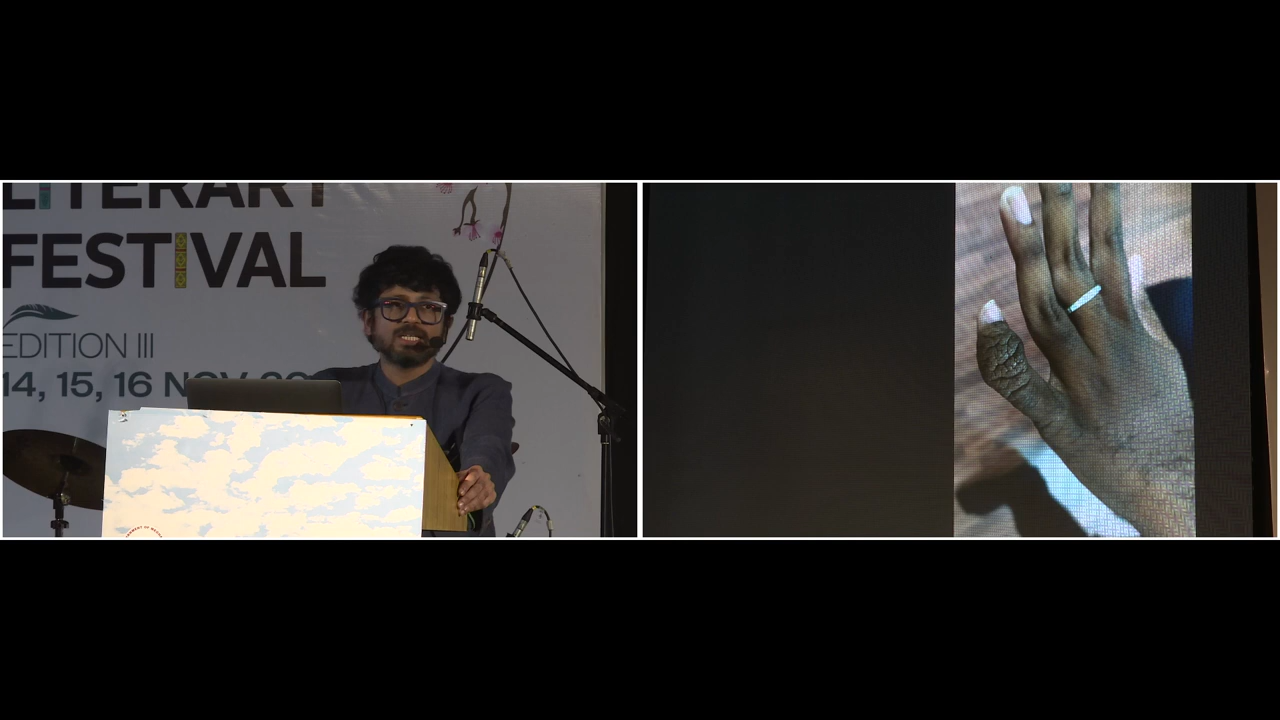 LITERARY
FESTIVAL
EDITION III
14, 15, 16 NOV